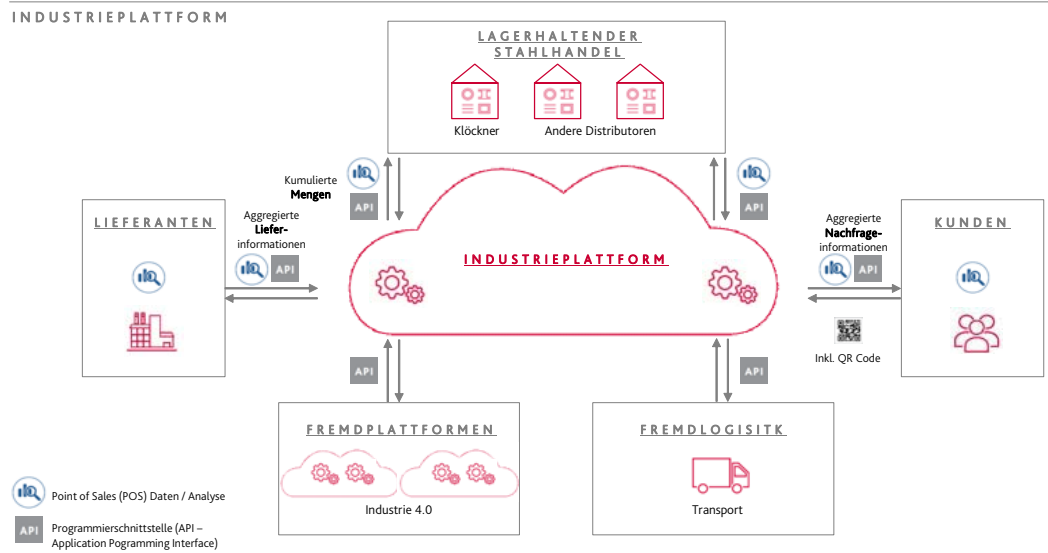 INDUSTRIEPLATTFORM
LAGERHALTENDER
STAHLHANDEL
Klöckner
Andere Distributoren
Kumulierte
Mengen
API
API
LIEFERANTEN
Aggregierte
Liefer-
informationen
API
INDUSTRIEPLATTFORM
Aggregierte
Nachfrage-
informationen
API
KUNDEN
Inkl. QR Code
API
API
FREMDPLATTFORMEN
Industrie 4.0
FREMDLOGISITK
Transport
Point of Sales (POS) Daten / Analyse
API
Programmierschnittstelle (API –
Application Pogramming Interface)